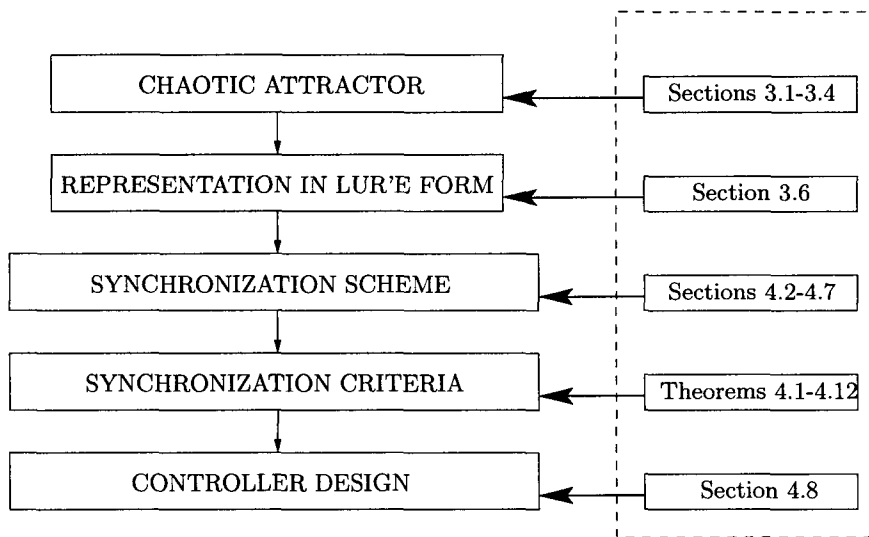 CHAOTIC ATTRACTOR
Sections 3.1-3.4
REPRESENTATION IN LUR'E FORM
Section 3.6
SYNCHRONIZATION SCHEME
Sections 4.2-4.7
SYNCHRONIZATION CRITERIA
Theorems 4.1-4.12
CONTROLLER DESIGN
Section 4.8